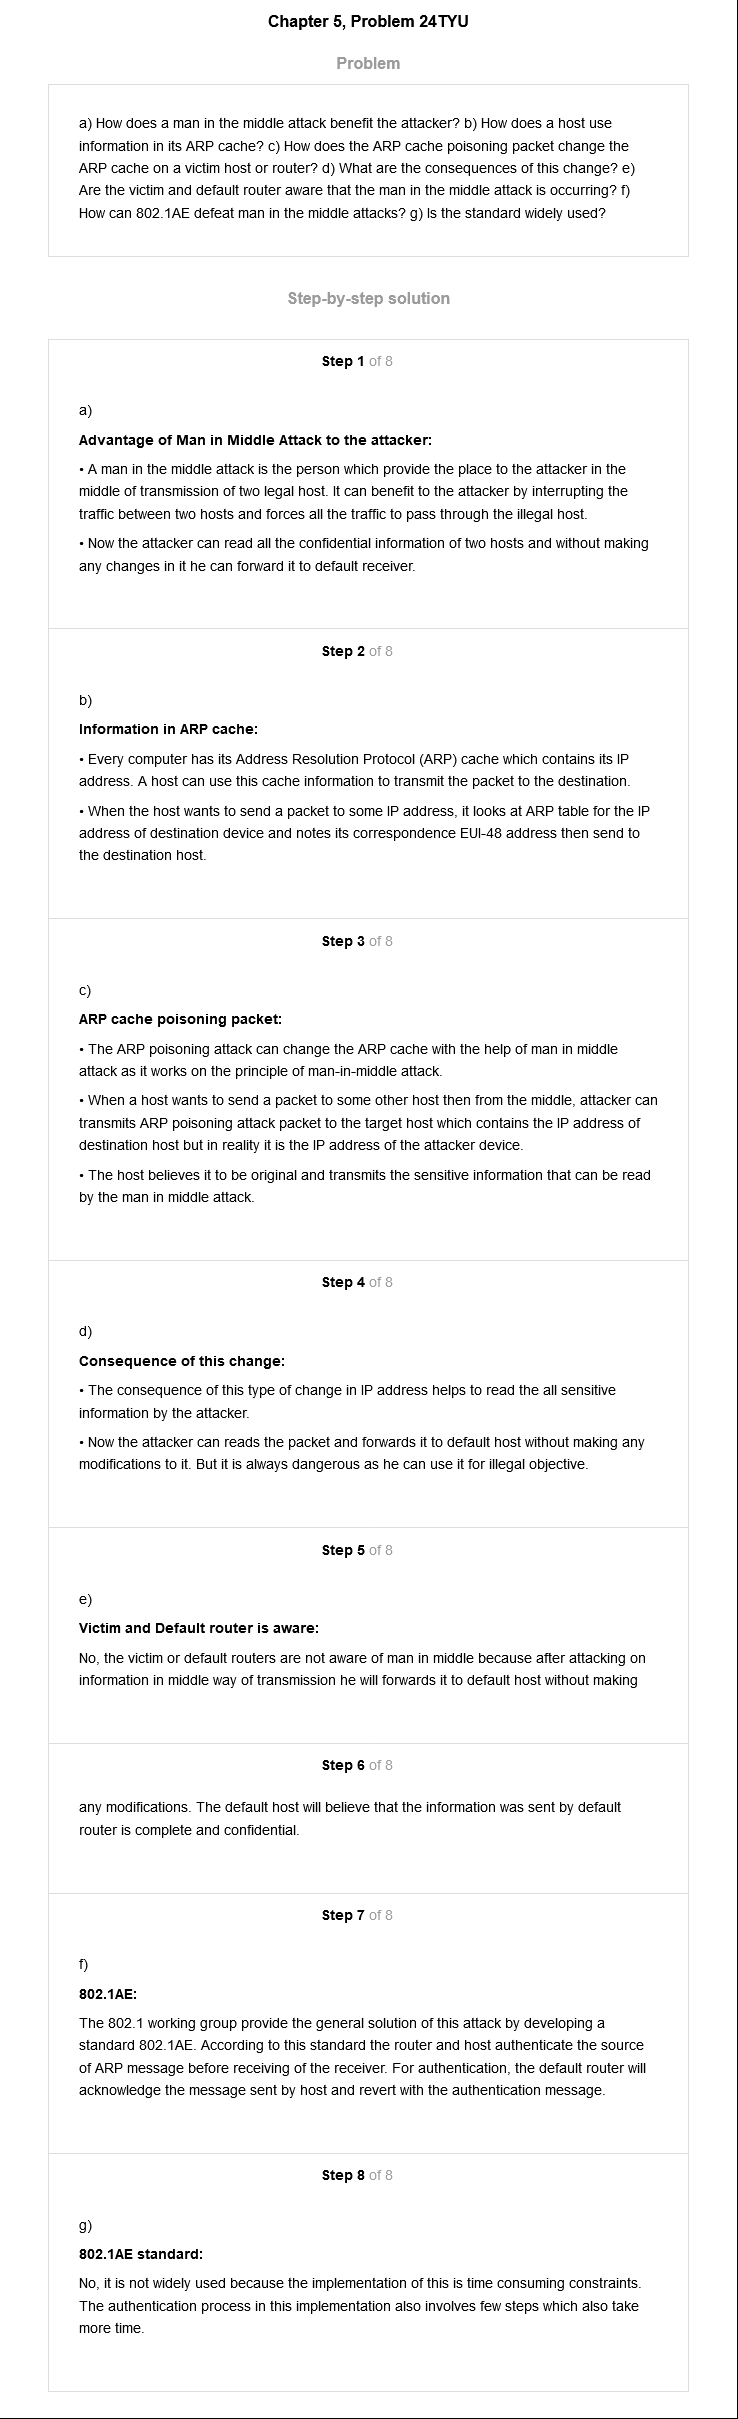 Chapter 5, Problem 24TYU
Problem
a) How does a man in the middle attack benefit the attacker? b) How does a host use
information in its ARP cache? c) How does the ARP cache poisoning packet change the
ARP cache on a victim host or router? d) What are the consequences of this change? e)
Are the victim and default router aware that the man in the middle attack is occurring? f)
How can 802.1AE defeat man in the middle attacks? g) Is the standard widely used?
Step-by-step solution
Step 1 of 8
a)
Advantage of Man in Middle Attack to the attacker:
• A man in the middle attack is the person which provide the place to the attacker in the
middle of transmission of two legal host. It can benefit to the attacker by interrupting the
traffic between two hosts and forces all the traffic to pass through the illegal host.
• Now the attacker can read all the confidential information of two hosts and without making
any changes in it he can forward it to default receiver.
Step 2 of 8
b)
Information in ARP cache:
• Every computer has its Address Resolution Protocol (ARP) cache which contains its IP
address. A host can use this cache information to transmit the packet to the destination.
• When the host wants to send a packet to some IP address, it looks at ARP table for the IP
address of destination device and notes its correspondence EUI-48 address then send to
the destination host.
Step 3 of 8
c)
ARP cache poisoning packet:
• The ARP poisoning attack can change the ARP cache with the help of man in middle
attack as it works on the principle of man-in-middle attack.
• When a host wants to send a packet to some other host then from the middle, attacker can
transmits ARP poisoning attack packet to the target host which contains the IP address of
destination host but in reality it is the IP address of the attacker device.
• The host believes it to be original and transmits the sensitive information that can be read
by the man in middle attack.
Step 4 of 8
d)
Consequence of this change:
• The consequence of this type of change in IP address helps to read the all sensitive
information by the attacker.
• Now the attacker can reads the packet and forwards it to default host without making any
modifications to it. But it is always dangerous as he can use it for illegal objective.
Step 5 of 8
e)
Victim and Default router is aware:
No, the victim or default routers are not aware of man in middle because after attacking on
information in middle way of transmission he will forwards it to default host without making
Step 6 of 8
any modifications. The default host will believe that the information was sent by default
router is complete and confidential.
Step 7 of 8
f)
802.1AE:
The 802.1 working group provide the general solution of this attack by developing a
standard 802.1AE. According to this standard the router and host authenticate the source
of ARP message before receiving of the receiver. For authentication, the default router will
acknowledge the message sent by host and revert with the authentication message.
Step 8 of 8
g)
802.1AE standard:
No, it is not widely used because the implementation of this is time consuming constraints.
The authentication process in this implementation also involves few steps which also take
more time.